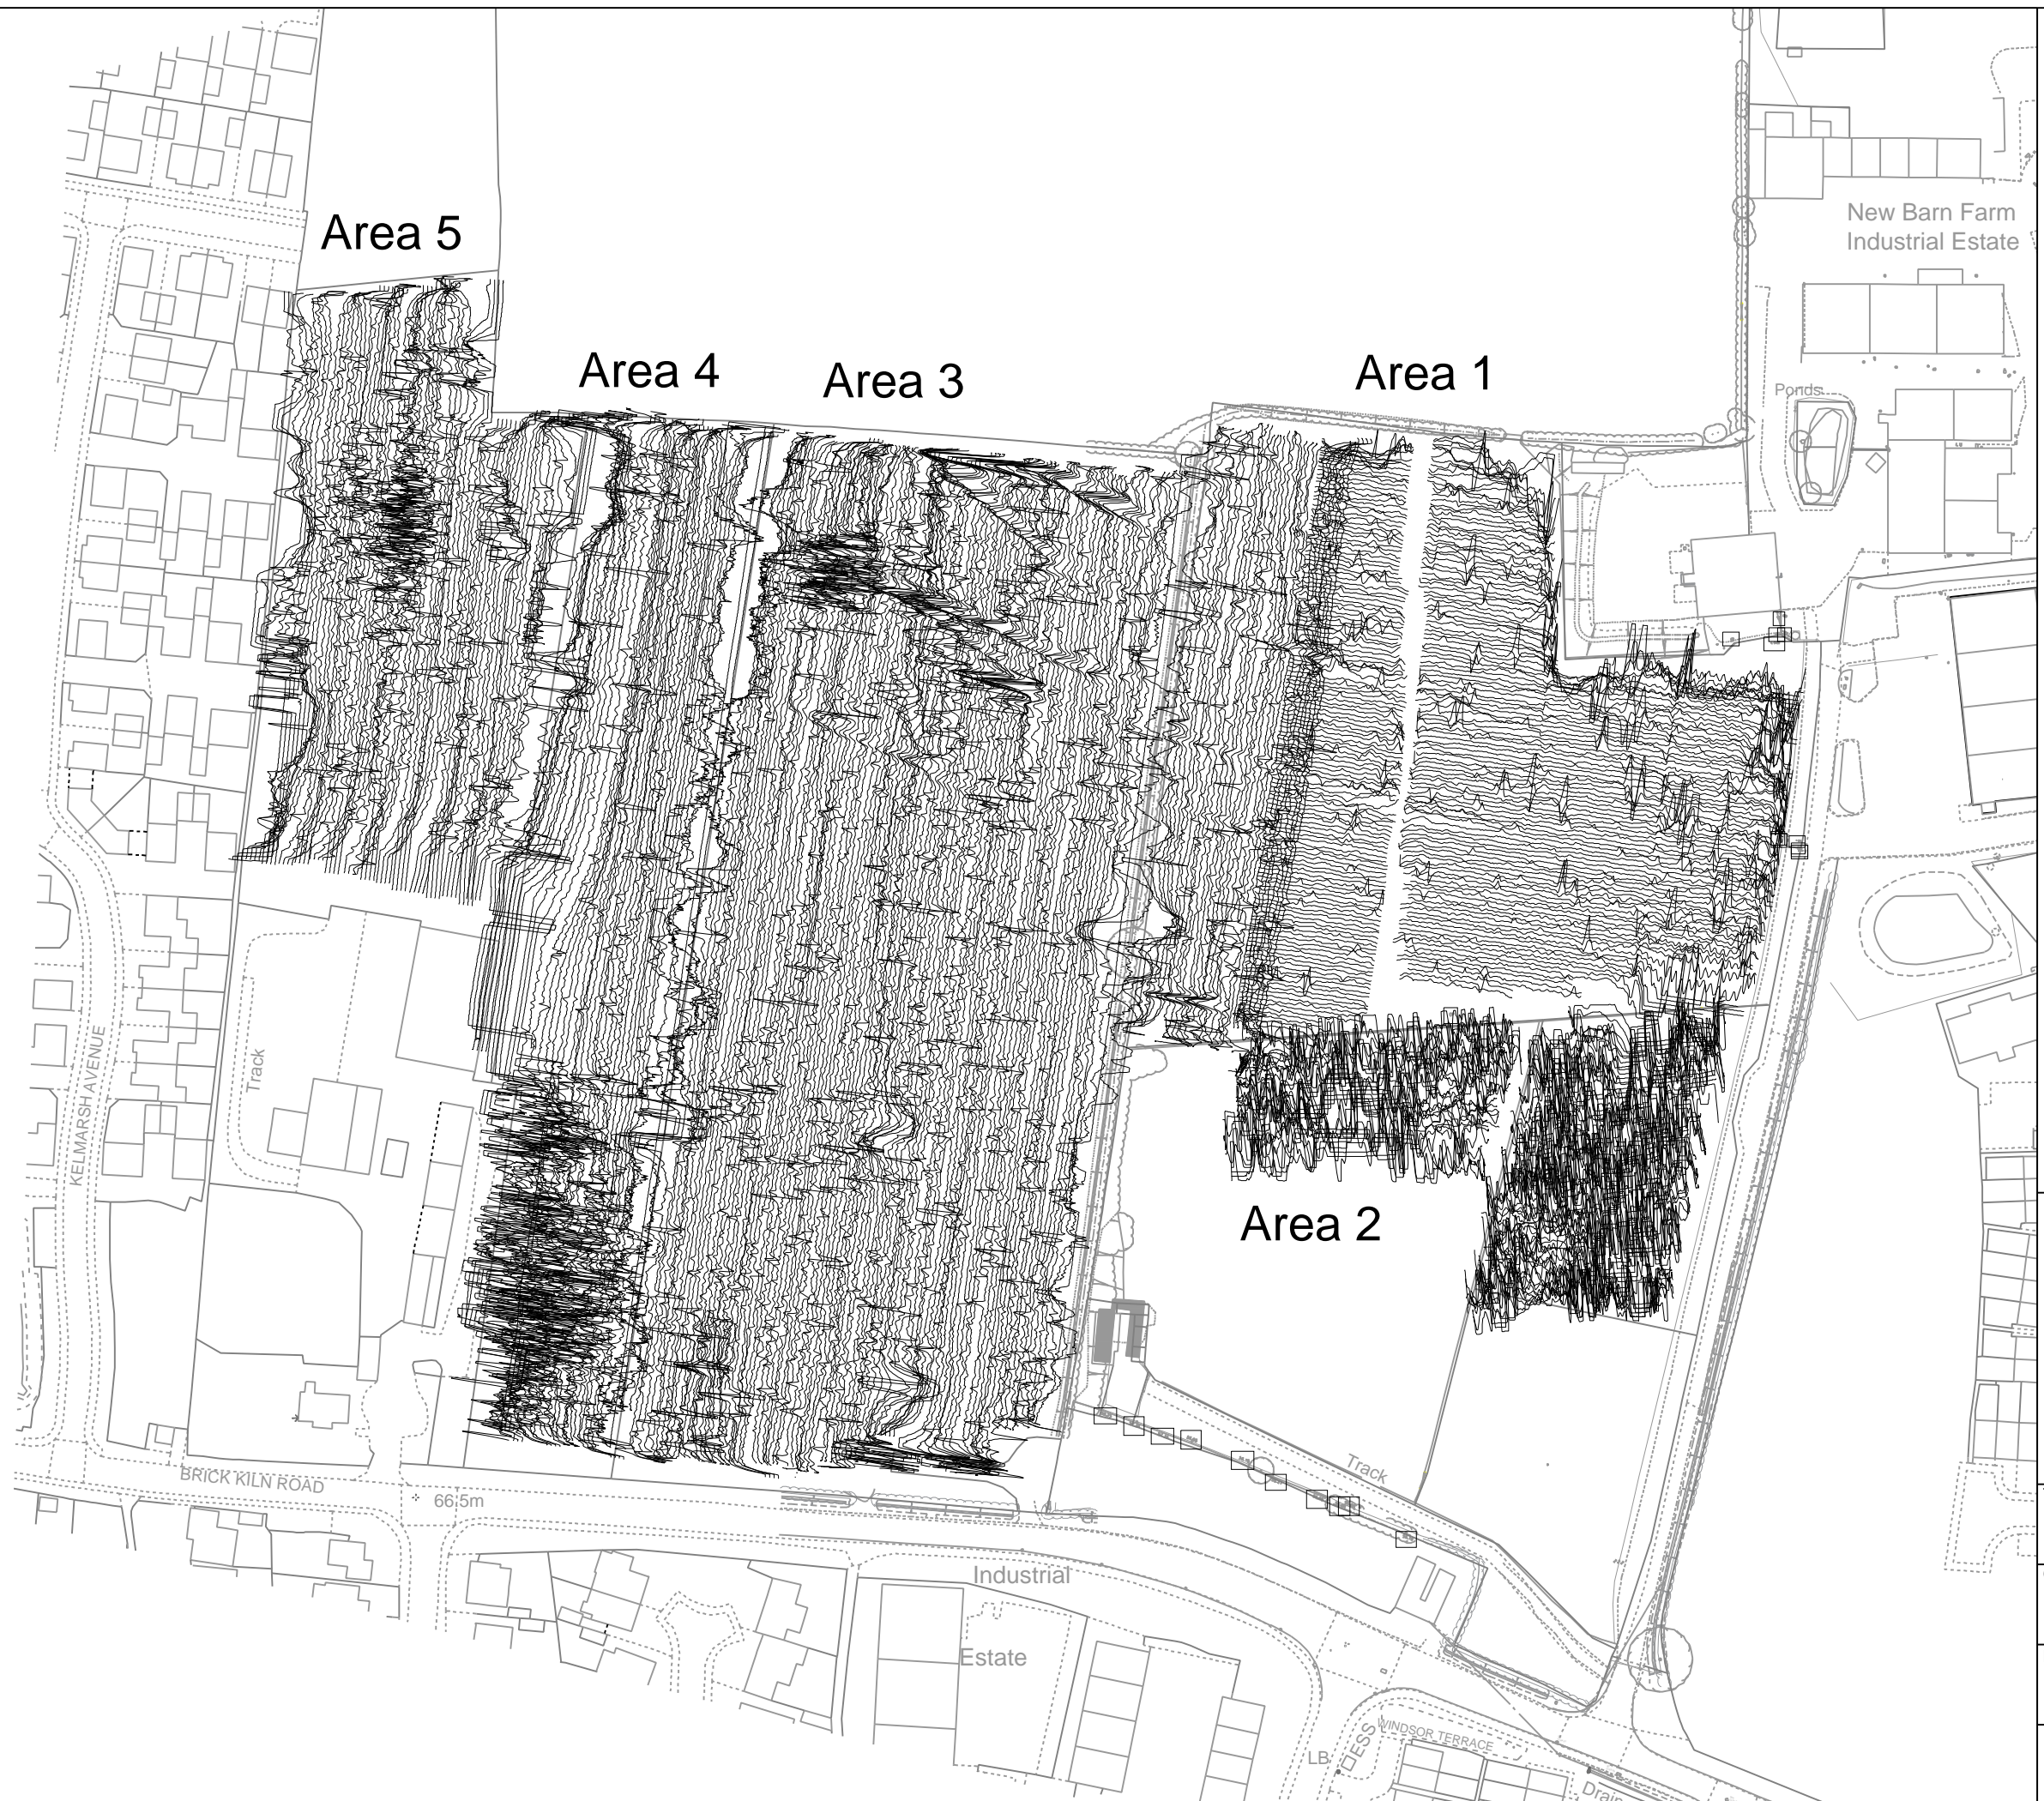 New Barn Farm
Industrial Estate
Area 5
Area 4
Area 3
Area 1
Ponds
Track
KELMARSH AVENUE
Area 2
BRICK KILN ROAD
66.5m
Track
Industrial
Estate
WINDSOR TERRACE
ESS
LB
Drain